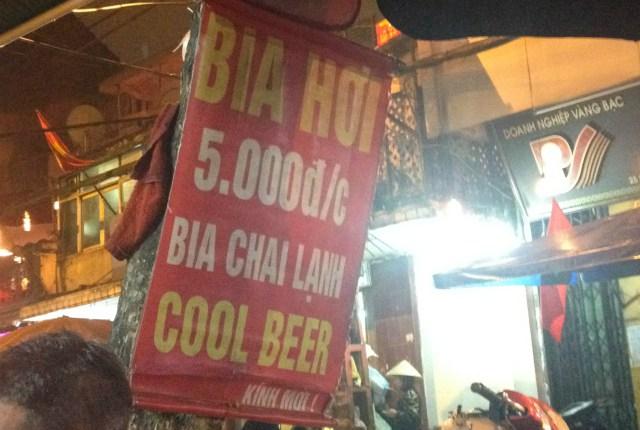 BIA HƠI
5.000đ/c
BIA CHAI LẠNH
COOL BEER
KÍNH MỜI !
DOANH NGHIỆP VÀNG BẠC